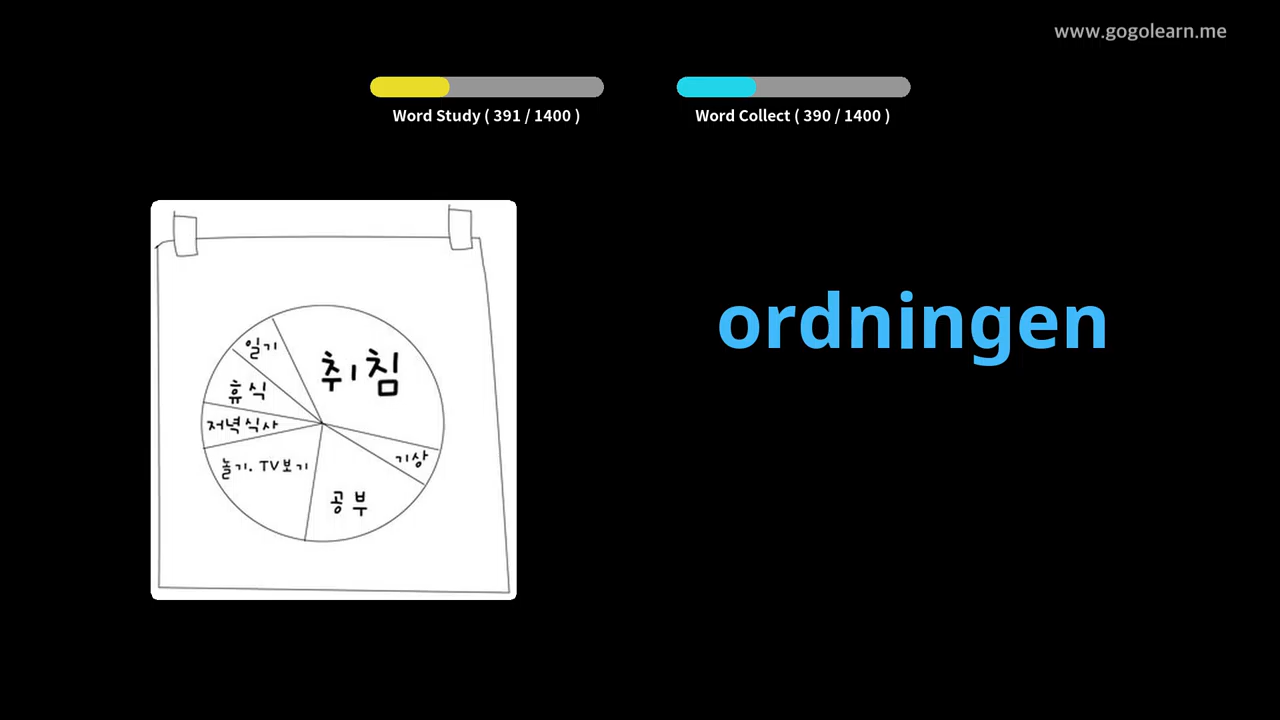 www.gogolearn.me
Word Study ( 391 / 1400 )
Word Collect ( 390 / 1400 )
일기
취침
휴식
저녁식사
놀기. TV보기
기상
공부
ordningen